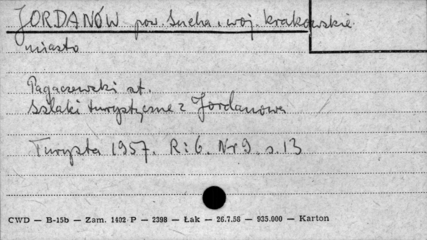 JORDANÓW pow. Sucha, woj. krakowskie
miasto
Pagaczewski st.
Szlaki turystyczne z Jordanowa
Turysta 1957. R: 6. Nr 9. s. 13
CWD — B-15b — Zam. 1402 P — 2398 — Łak — 26.7.58 — 935.000 — Karton